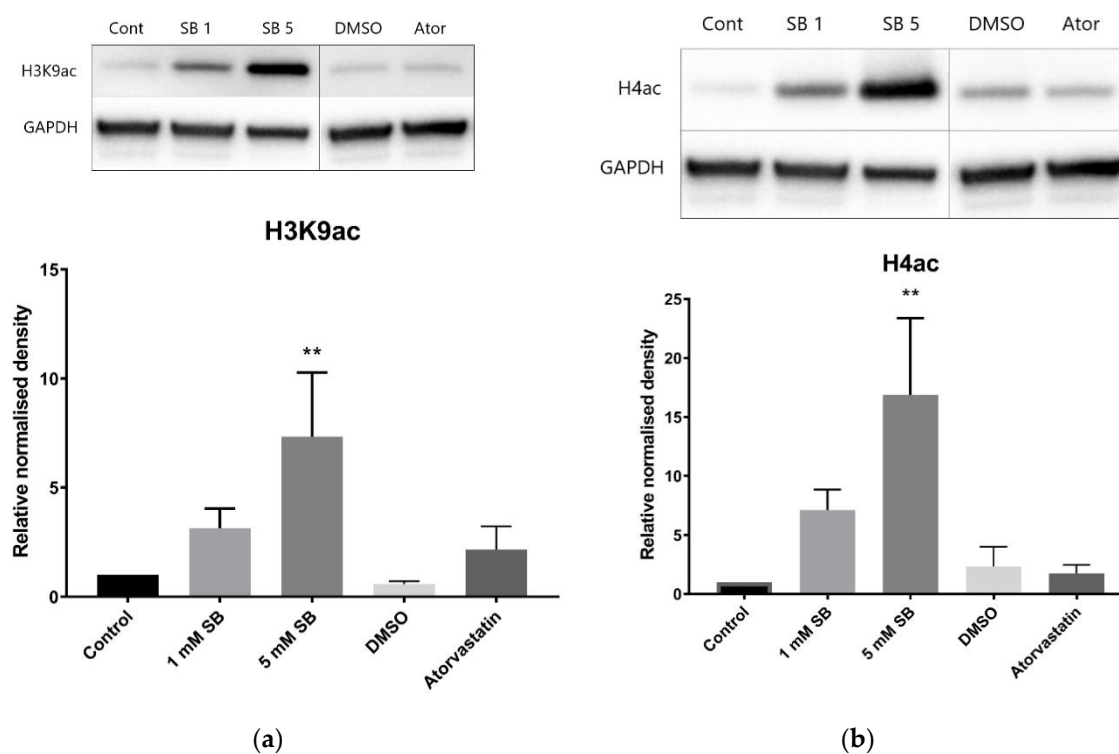 Cont SB 1 SB 5 DMSO Ator
H3K9ac
GAPDH
H3K9ac
Relative normalised density
15
10
5
0
**
Control
1 mM SB
5 mM SB
DMSO
Atorvastatin
(a)
Cont SB 1 SB 5 DMSO Ator
H4ac
GAPDH
H4ac
Relative normalised density
25
20
15
10
5
0
**
Control
1 mM SB
5 mM SB
DMSO
Atorvastatin
(b)